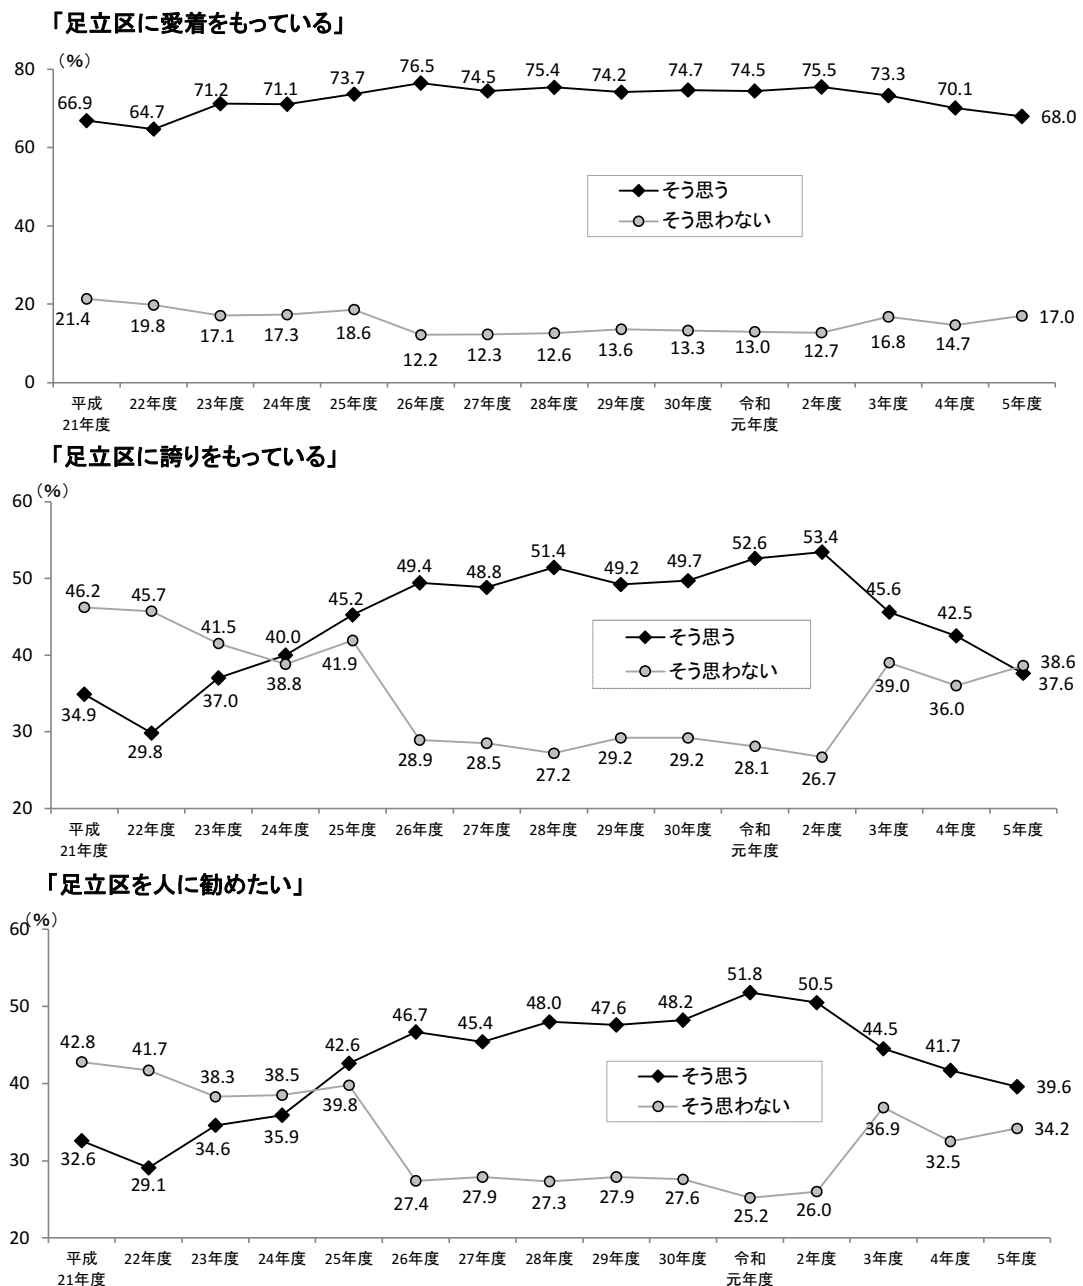 「足立区に愛着をもっている」
（%）
80
60
40
20
0
66.9 64.7 71.2 71.1 73.7 76.5 74.5 75.4 74.2 74.7 74.5 75.5 73.3 70.1 68.0
そう思う
そう思わない
21.4 19.8 17.1 17.3 18.6 12.2 12.3 12.6 13.6 13.3 13.0 12.7 16.8 14.7 17.0
平成 22年度 23年度 24年度 25年度 26年度 27年度 28年度 29年度 30年度 令和 2年度 3年度 4年度 5年度
21年度 元年度
「足立区に誇りをもっている」
（%）
60
50
40
30
20
46.2 45.7 41.5 38.8 41.9 28.9 28.5 27.2 29.2 29.2 28.1 26.7 39.0 36.0 38.6
そう思う
そう思わない
34.9 29.8 37.0 40.0 45.2 49.4 48.8 51.4 49.2 49.7 52.6 53.4 45.6 42.5 37.6
平成 22年度 23年度 24年度 25年度 26年度 27年度 28年度 29年度 30年度 令和 2年度 3年度 4年度 5年度
21年度 元年度
「足立区を人に勧めたい」
（%）
60
50
40
30
20
42.8 41.7 38.3 38.5 39.8 27.4 27.9 27.3 27.9 27.6 25.2 26.0 36.9 32.5 34.2
そう思う
そう思わない
32.6 29.1 34.6 35.9 42.6 46.7 45.4 48.0 47.6 48.2 51.8 50.5 44.5 41.7 39.6
平成 22年度 23年度 24年度 25年度 26年度 27年度 28年度 29年度 30年度 令和 2年度 3年度 4年度 5年度
21年度 元年度